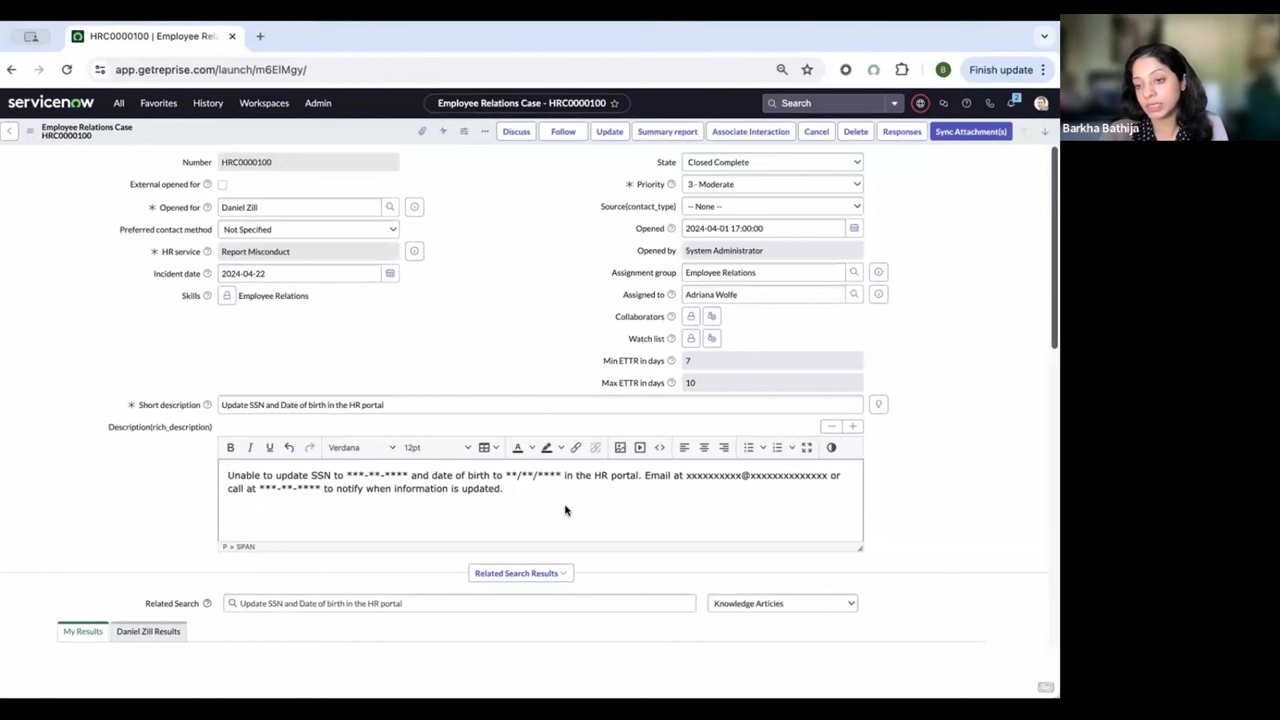 HRC0000100 | Employee Rel
app.getreprise.com/launch/m6EIMgy/
B
Finish update
servicenow All Favorites History Workspaces Admin Employee Relations Case - HRC0000100 Search 2
Employee Relations Case
HRC0000100
Discuss Follow Update Summary report Associate Interaction Cancel Delete Responses Sync Attachment(s)
Number HRC0000100
External opened for
* Opened for Daniel Zill
Preferred contact method Not Specified
* HR service Report Misconduct
Incident date 2024-04-22
Skills Employee Relations
State Closed Complete
* Priority 3 - Moderate
Source(contact_type) -- None --
Opened 2024-04-01 17:00:00
Opened by System Administrator
Assignment group Employee Relations
Assigned to Adriana Wolfe
Collaborators
Watch list
Min ETTR in days 7
Max ETTR in days 10
* Short description Update SSN and Date of birth in the HR portal
Description(rich_description)
B I U Verdana 12pt A
Unable to update SSN to ***-**-**** and date of birth to **/**/**** in the HR portal. Email at xxxxxxxxxx@xxxxxxxxxxxxxx or
call at ***-**-**** to notify when information is updated.
P » SPAN
Related Search Results
Related Search Update SSN and Date of birth in the HR portal Knowledge Articles
My Results Daniel Zill Results
Barkha Bathija